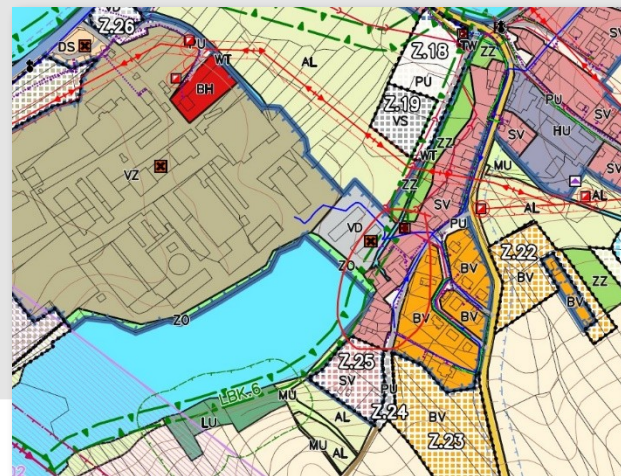 VD
Z.26
DS
PU
WT
BH
AL
Z.18
PU
Z.19
VS
TW
ZZ
SV
ZZ
SV
PU
HU
SV
SV
MU
WT
ZZ
SV
AL
AL
VZ
VD
PU
ZO
BV
Z.22
BV
BV
ZZ
BV
BV
ZO
Z.25
SV
PU
Z.24
LBK.6
MU
LU
AL
MU
AL
BV
Z.23